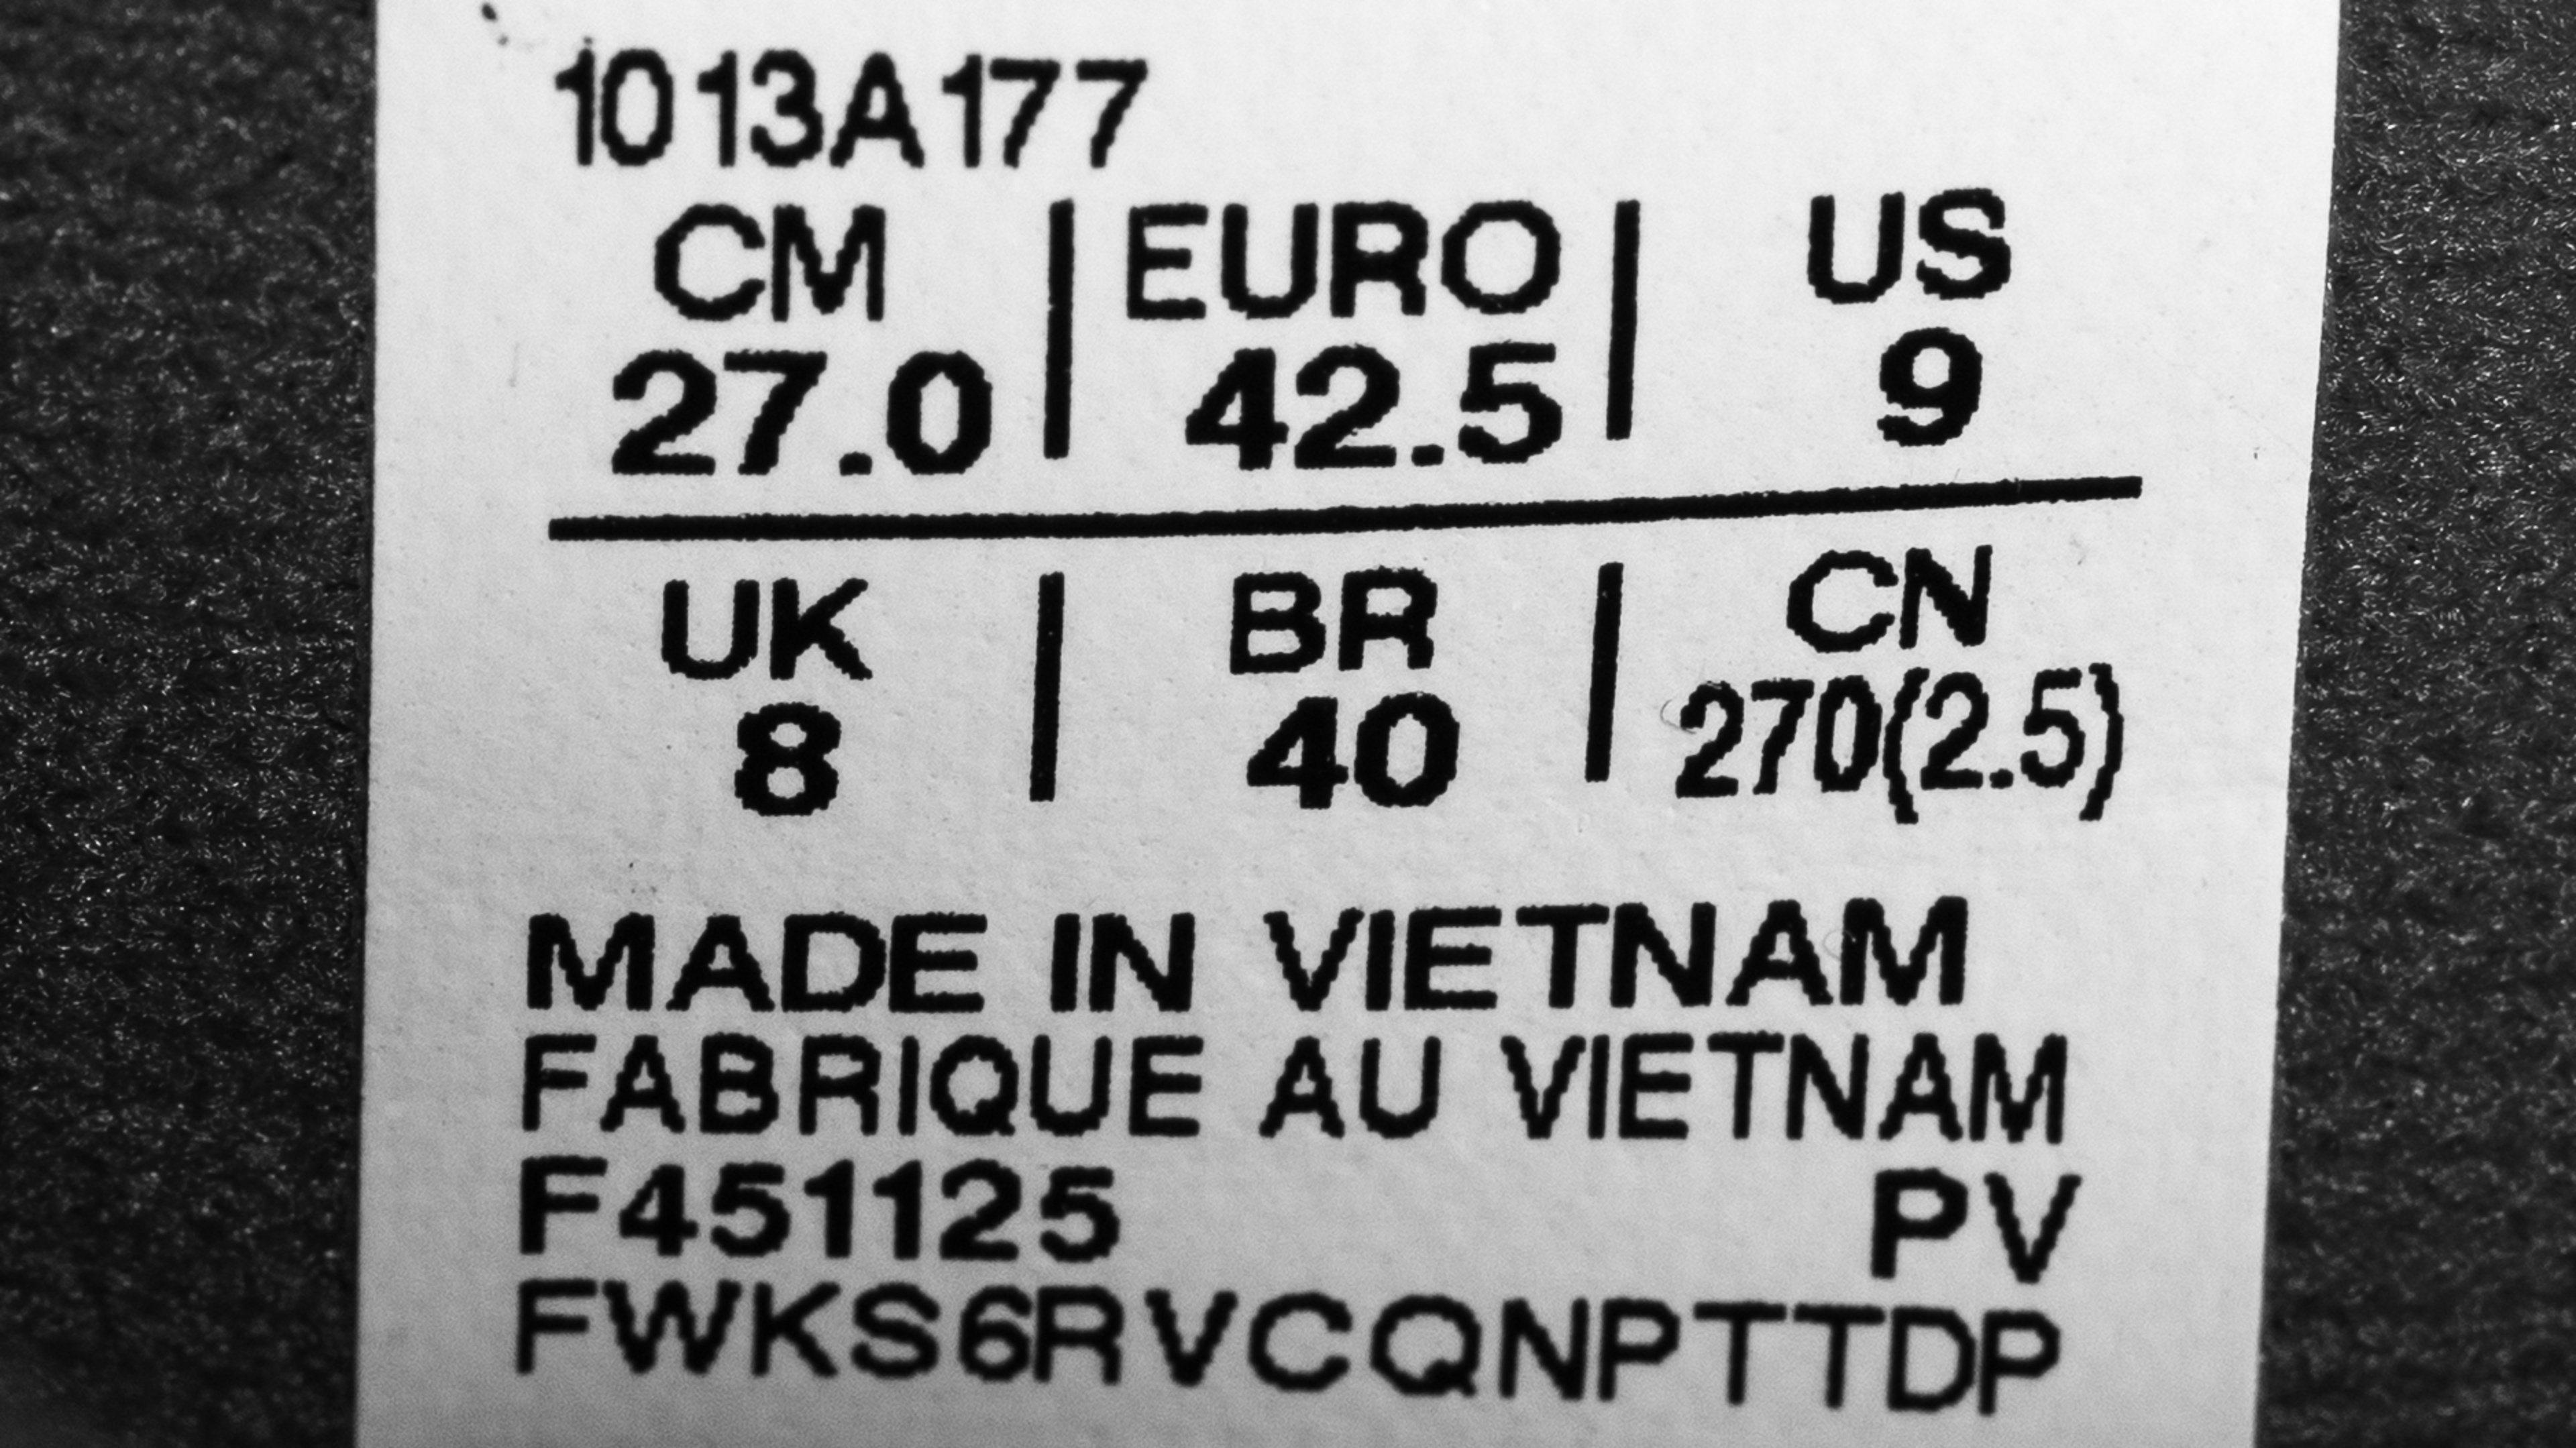 1013A177
CM | EURO | US
27.0 | 42.5 | 9
UK | BR | CN
8 | 40 | 270(2.5)
MADE IN VIETNAM
FABRIQUE AU VIETNAM
F451125 PV
FWKS6RVCQNPTTDP